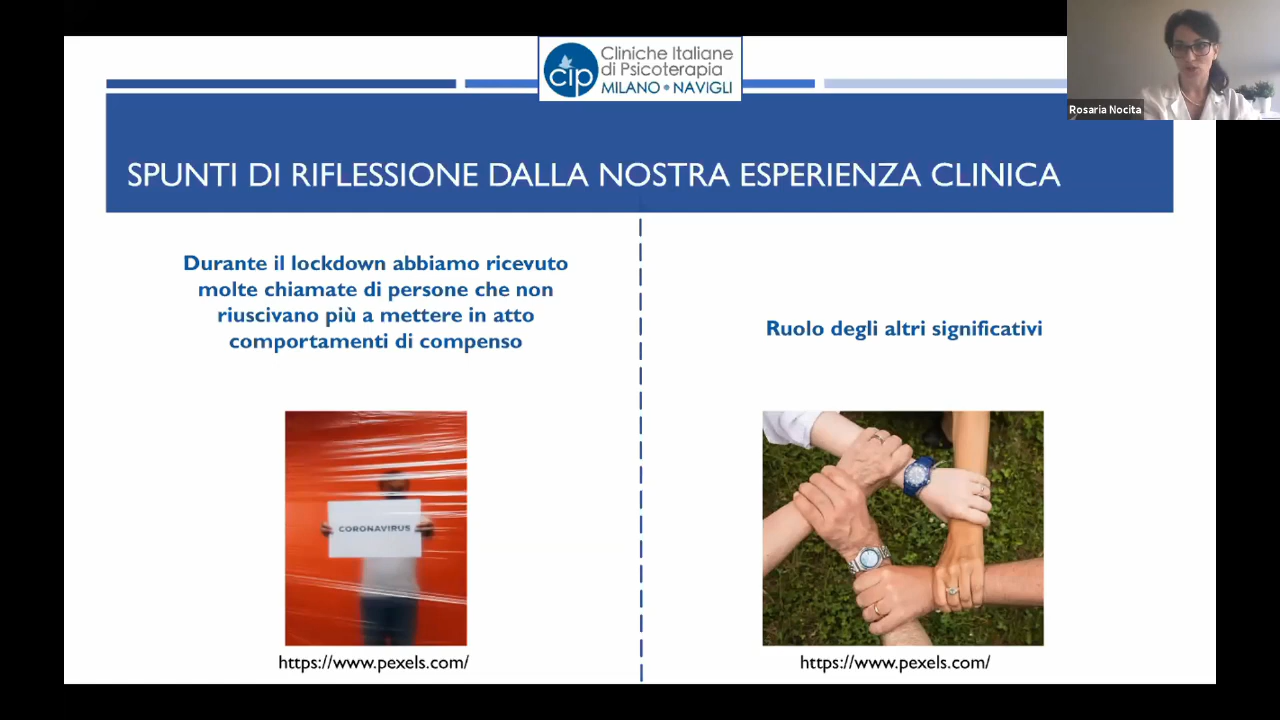 Cliniche Italiane
di Psicoterapia
cip
MILANO • NAVIGLI
Rosaria Nocita
SPUNTI DI RIFLESSIONE DALLA NOSTRA ESPERIENZA CLINICA
Durante il lockdown abbiamo ricevuto
molte chiamate di persone che non
riuscivano più a mettere in atto
comportamenti di compenso
Ruolo degli altri significativi
CORONAVIRUS
https://www.pexels.com/
https://www.pexels.com/